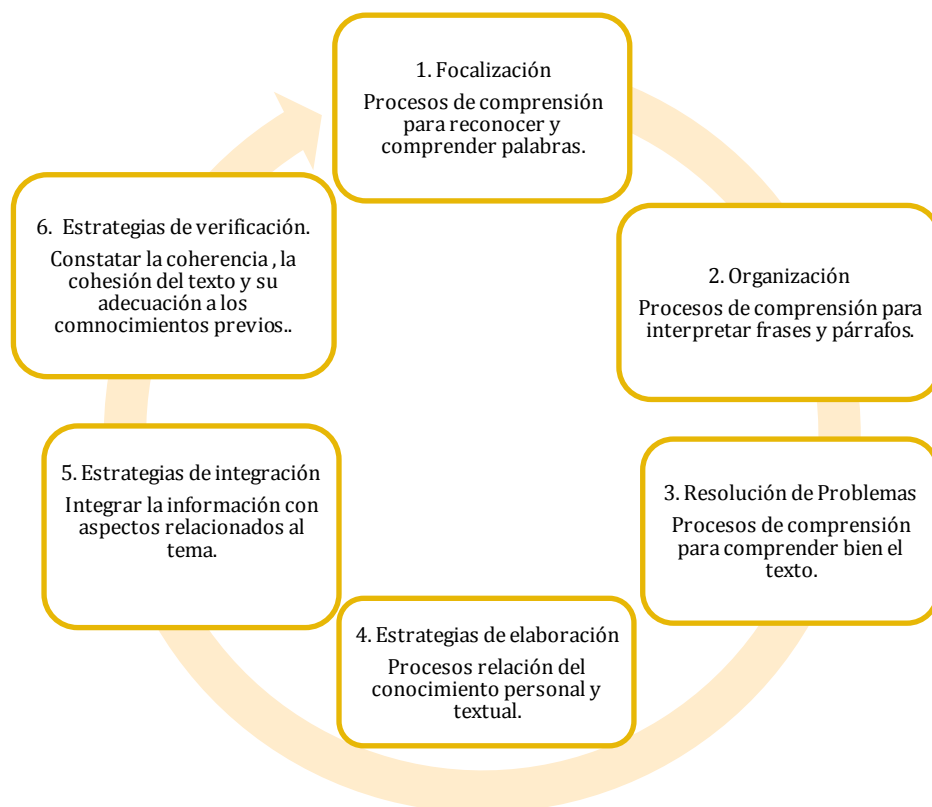 1. Focalización
Procesos de comprensión
para reconocer y
comprender palabras.
2. Organización
Procesos de comprensión para
interpretar frases y párrafos.
3. Resolución de Problemas
Procesos de comprensión
para comprender bien el
texto.
4. Estrategias de elaboración
Procesos relación del
conocimiento personal y
textual.
5. Estrategias de integración
Integrar la información con
aspectos relacionados al
tema.
6.  Estrategias de verificación.
Constatar la coherencia , la
cohesión del texto y su
adecuación a los
comnocimientos previos..